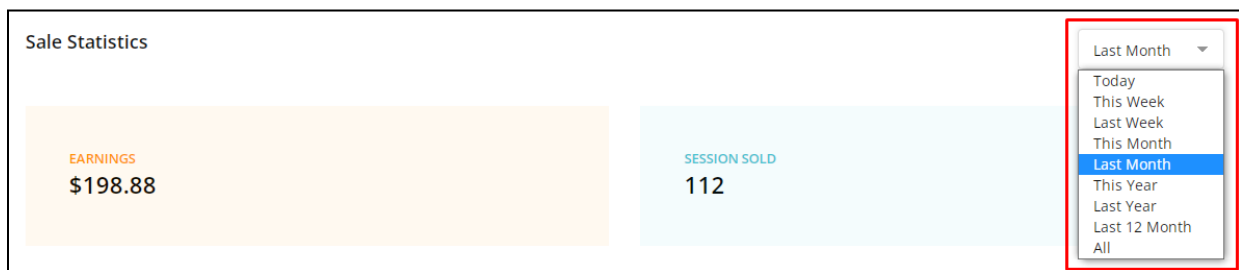 Sale Statistics
Last Month
Today
This Week
Last Week
This Month
Last Month
This Year
Last Year
Last 12 Month
All
EARNINGS
$198.88
SESSION SOLD
112